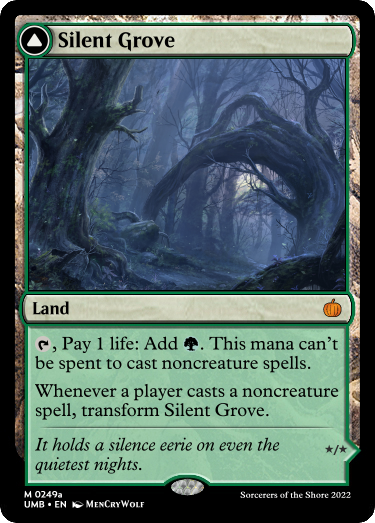 Silent Grove
Land
, Pay 1 life: Add . This mana can't
be spent to cast noncreature spells.
Whenever a player casts a noncreature
spell, transform Silent Grove.
It holds a silence eerie on even the
quietest nights.
*/*
M 0249a
UMB • EN MenCryWolf
Sorcerers of the Shore 2022